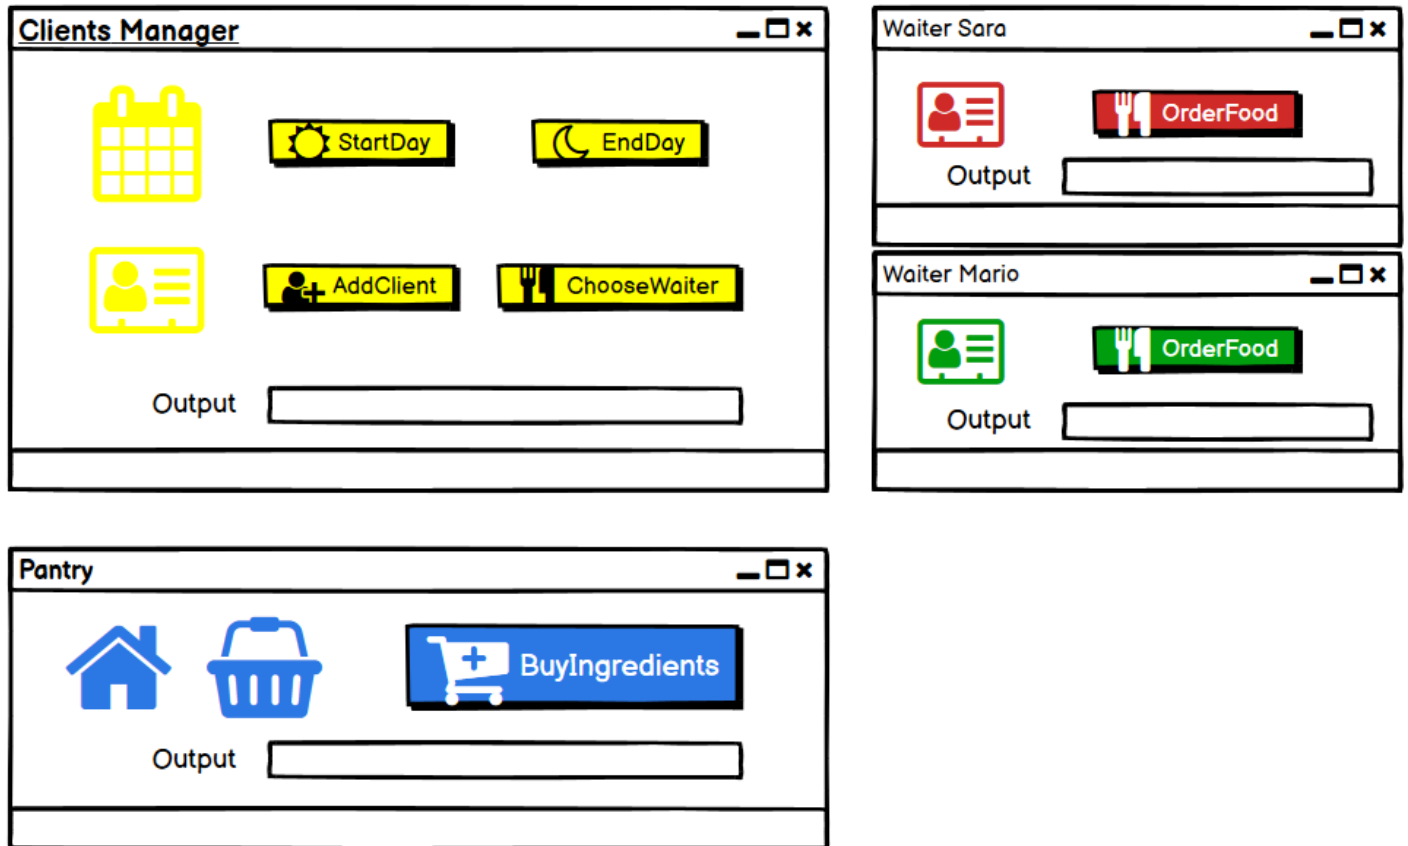 Clients Manager
StartDay
EndDay
AddClient
ChooseWaiter
Output
Waiter Sara
OrderFood
Output
Waiter Mario
OrderFood
Output
Pantry
BuyIngredients
Output